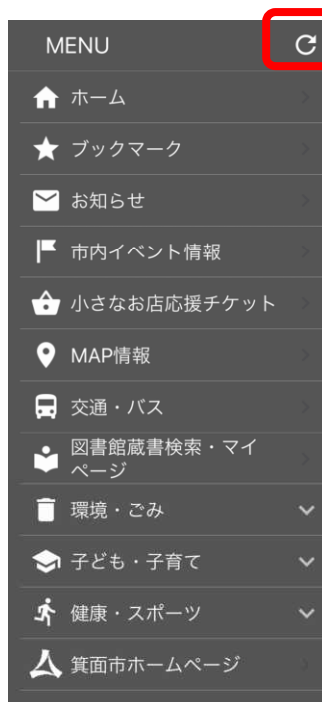 MENU
ホーム
ブックマーク
お知らせ
市内イベント情報
小さなお店応援チケット
MAP情報
交通・バス
図書館蔵書検索・マイ
ページ
環境・ごみ
子ども・子育て
健康・スポーツ
箕面市ホームページ